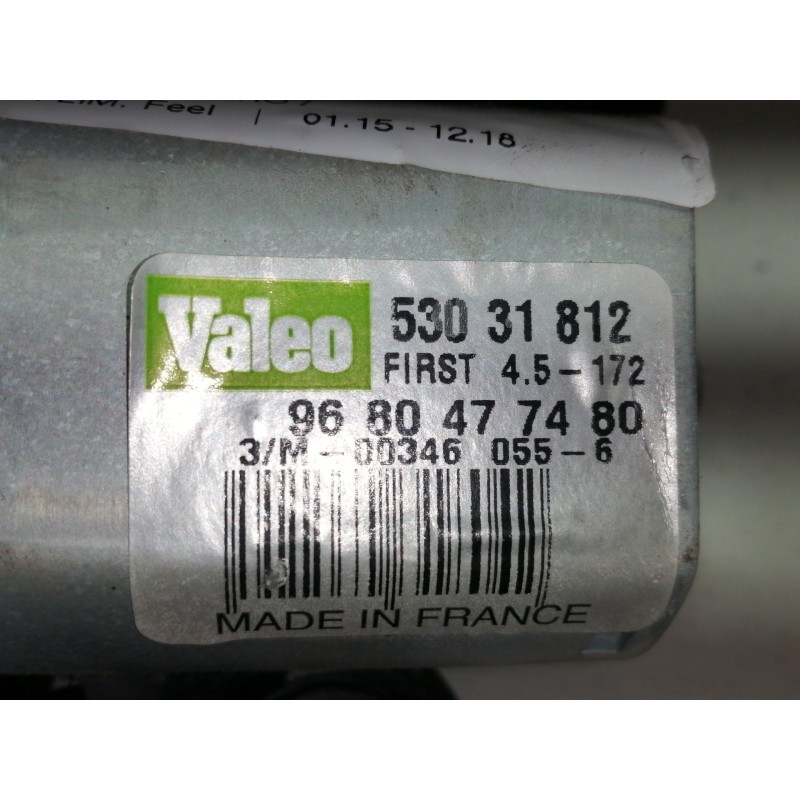 LIM. Feel | 01.15 - 12.18
Valeo 530 31 812
FIRST 4.5-172
96 80 47 74 80
3/M-00346 055-6
MADE IN FRANCE